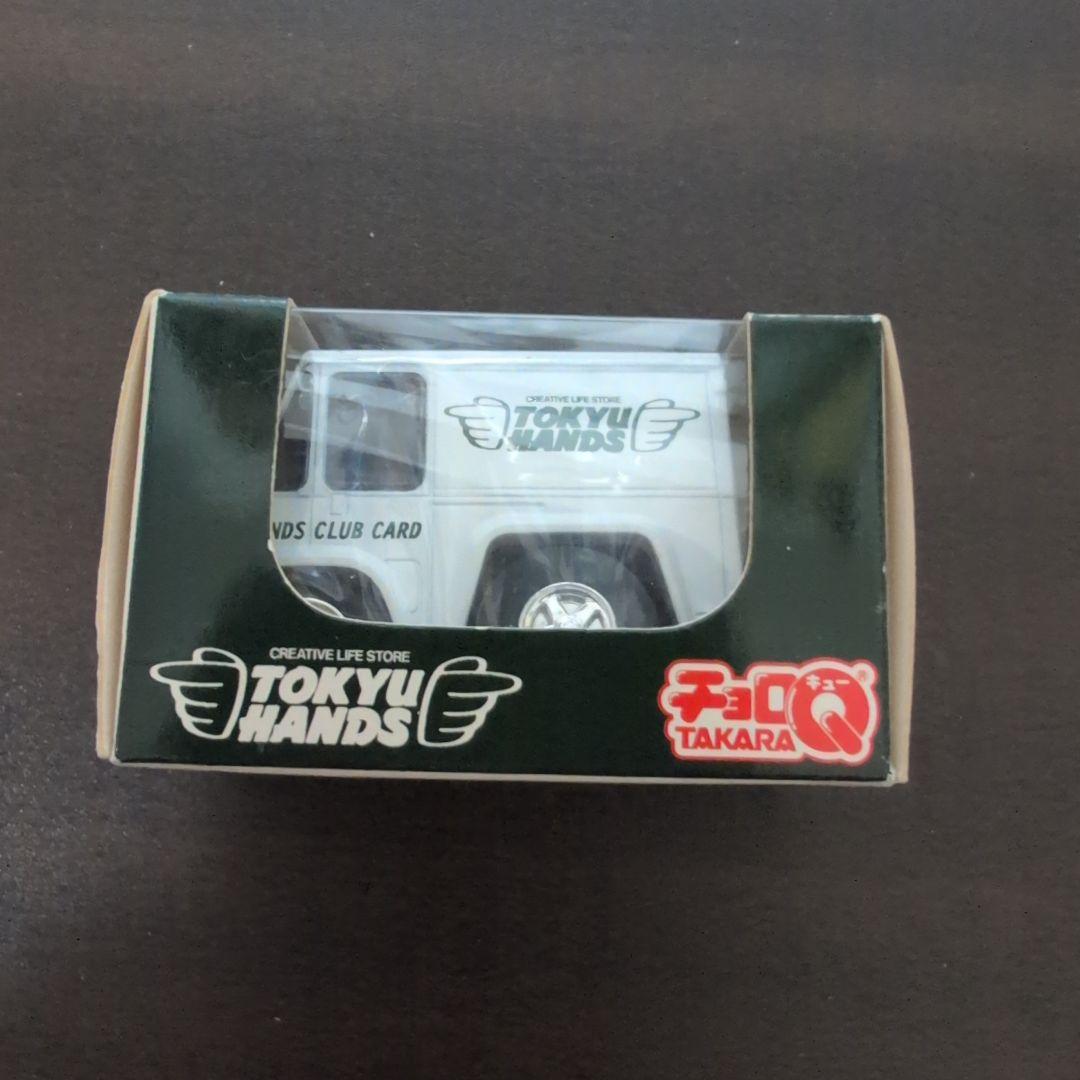 CREATIVE LIFE STORE
TOKYU
HANDS
NDS CLUB CARD
CREATIVE LIFE STORE
TOKYU
HANDS
チョロQ
キュー
®
TAKARA